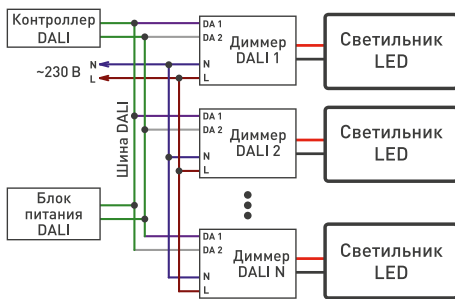 Контроллер
DALI
~230 В
N
L
Шина DALI
Блок
питания
DALI
DA 1
DA 2
N
L
Диммер
DALI 1
Светильник
LED
DA 1
DA 2
N
L
Диммер
DALI 2
Светильник
LED
DA 1
DA 2
N
L
Диммер
DALI N
Светильник
LED